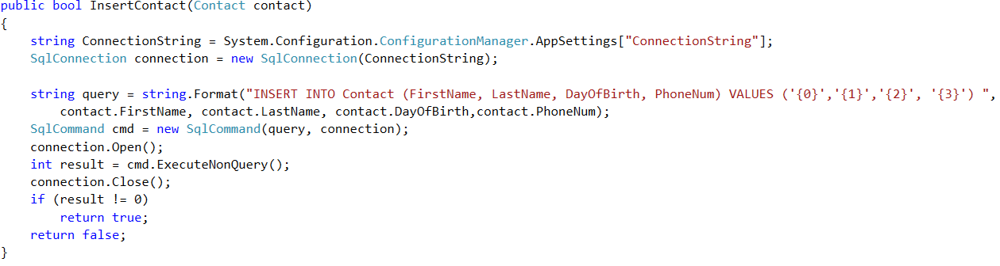 public bool InsertContact(Contact contact)
{
    string ConnectionString = System.Configuration.ConfigurationManager.AppSettings["ConnectionString"];
    SqlConnection connection = new SqlConnection(ConnectionString);

    string query = string.Format("INSERT INTO Contact (FirstName, LastName, DayOfBirth, PhoneNum) VALUES ('{0}','{1}','{2}', '{3}') ",
        contact.FirstName, contact.LastName, contact.DayOfBirth,contact.PhoneNum);
    SqlCommand cmd = new SqlCommand(query, connection);
    connection.Open();
    int result = cmd.ExecuteNonQuery();
    connection.Close();
    if (result != 0)
        return true;
    return false;
}